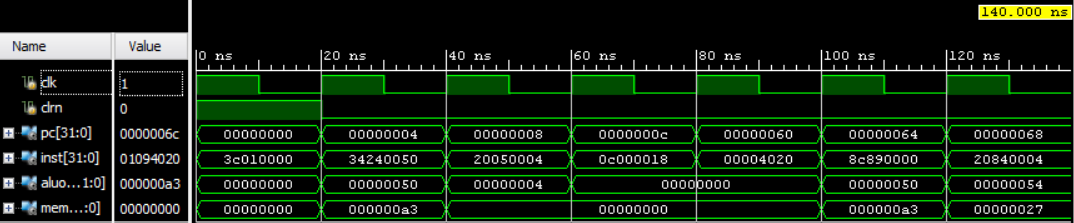 140.000 ns
Name Value 0 ns 20 ns 40 ns 60 ns 80 ns 100 ns 120 ns
clk 1
clrn 0
pc[31:0] 0000006c 00000000 00000004 00000008 0000000c 00000060 00000064 00000068
inst[31:0] 01094020 3c010000 34240050 20050004 0c000018 00004020 8c890000 20840004
aluo...1:0] 000000a3 00000000 00000050 00000004 00000000 00000050 00000054
mem...:0] 00000000 00000000 000000a3 00000000 000000a3 00000027